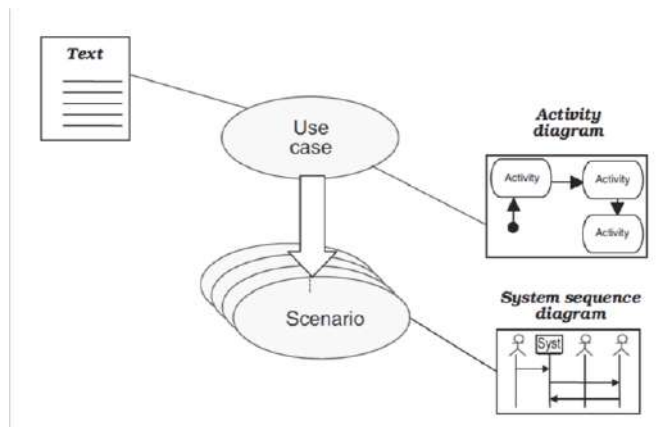 Text
Use
case
Activity
diagram
Activity
Activity
Activity
Scenario
System sequence
diagram
Syst